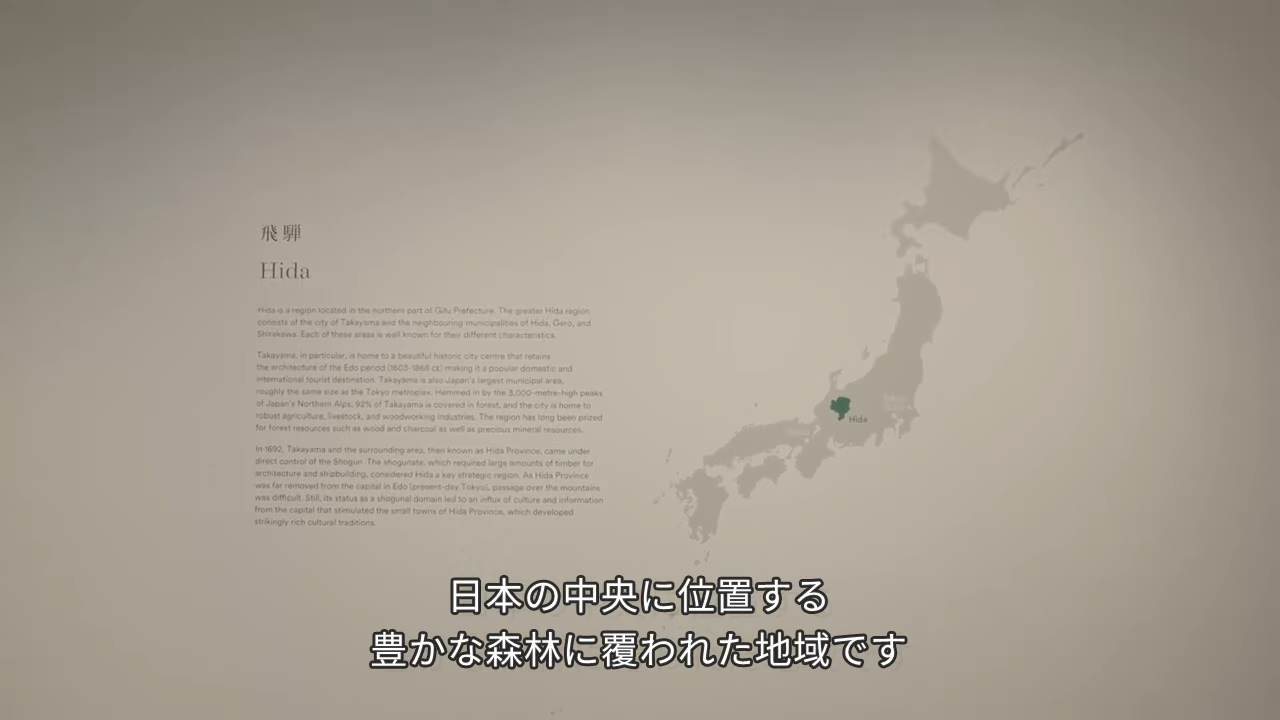 飛騨
Hida
Hida is a region located in the northern part of Gifu Prefecture. The greater Hida region
consists of the city of Takayama and the neighbouring municipalities of Hida, Gero, and
Shirakawa. Each of these areas is well known for their different characteristics.
Takayama, in particular, is home to a beautiful historic city centre that retains
the architecture of the Edo period (1603-1868 CE) making it a popular domestic and
international tourist destination. Takayama is also Japan's largest municipal area,
roughly the same size as the Tokyo metroplex. Hemmed in by the 3,000-metre-high peaks
of Japan's Northern Alps, 92% of Takayama is covered in forest, and the city is home to
robust agriculture, livestock, and woodworking industries. The region has long been prized
for forest resources such as wood and charcoal as well as precious mineral resources.
In 1692, Takayama and the surrounding area, then known as Hida Province, came under
direct control of the Shogun. The shogunate, which required large amounts of timber for
architecture and shipbuilding, considered Hida a key strategic region. As Hida Province
was far removed from the capital in Edo (present-day Tokyo), passage over the mountains
was difficult. Still, its status as a shogunal domain led to an influx of culture and information
from the capital that stimulated the small towns of Hida Province, which developed
strikingly rich cultural traditions.
Hida
日本の中央に位置する
豊かな森林に覆われた地域です